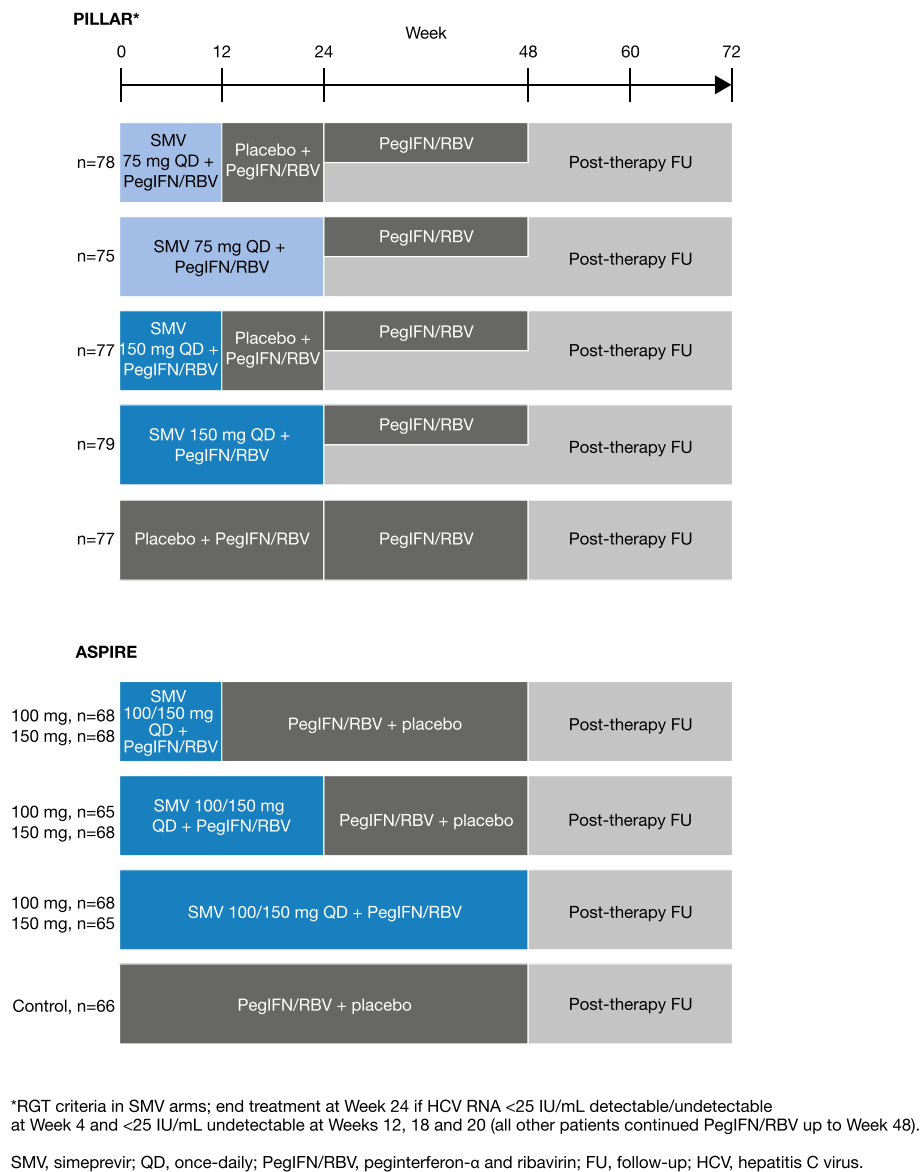 PILLAR*
Week
0 12 24 48 60 72
n=78
SMV
75 mg QD +
PegIFN/RBV
Placebo +
PegIFN/RBV
PegIFN/RBV
Post-therapy FU
n=75
SMV 75 mg QD +
PegIFN/RBV
PegIFN/RBV
Post-therapy FU
n=77
SMV
150 mg QD +
PegIFN/RBV
Placebo +
PegIFN/RBV
PegIFN/RBV
Post-therapy FU
n=79
SMV 150 mg QD +
PegIFN/RBV
PegIFN/RBV
Post-therapy FU
n=77
Placebo + PegIFN/RBV
PegIFN/RBV
Post-therapy FU
ASPIRE
100 mg, n=68
150 mg, n=68
SMV
100/150 mg
QD +
PegIFN/RBV
PegIFN/RBV + placebo
Post-therapy FU
100 mg, n=65
150 mg, n=68
SMV 100/150 mg
QD + PegIFN/RBV
PegIFN/RBV + placebo
Post-therapy FU
100 mg, n=68
150 mg, n=65
SMV 100/150 mg QD + PegIFN/RBV
Post-therapy FU
Control, n=66
PegIFN/RBV + placebo
Post-therapy FU
*RGT criteria in SMV arms; end treatment at Week 24 if HCV RNA <25 IU/mL detectable/undetectable
at Week 4 and <25 IU/mL undetectable at Weeks 12, 18 and 20 (all other patients continued PegIFN/RBV up to Week 48).
SMV, simeprevir; QD, once-daily; PegIFN/RBV, peginterferon-α and ribavirin; FU, follow-up; HCV, hepatitis C virus.